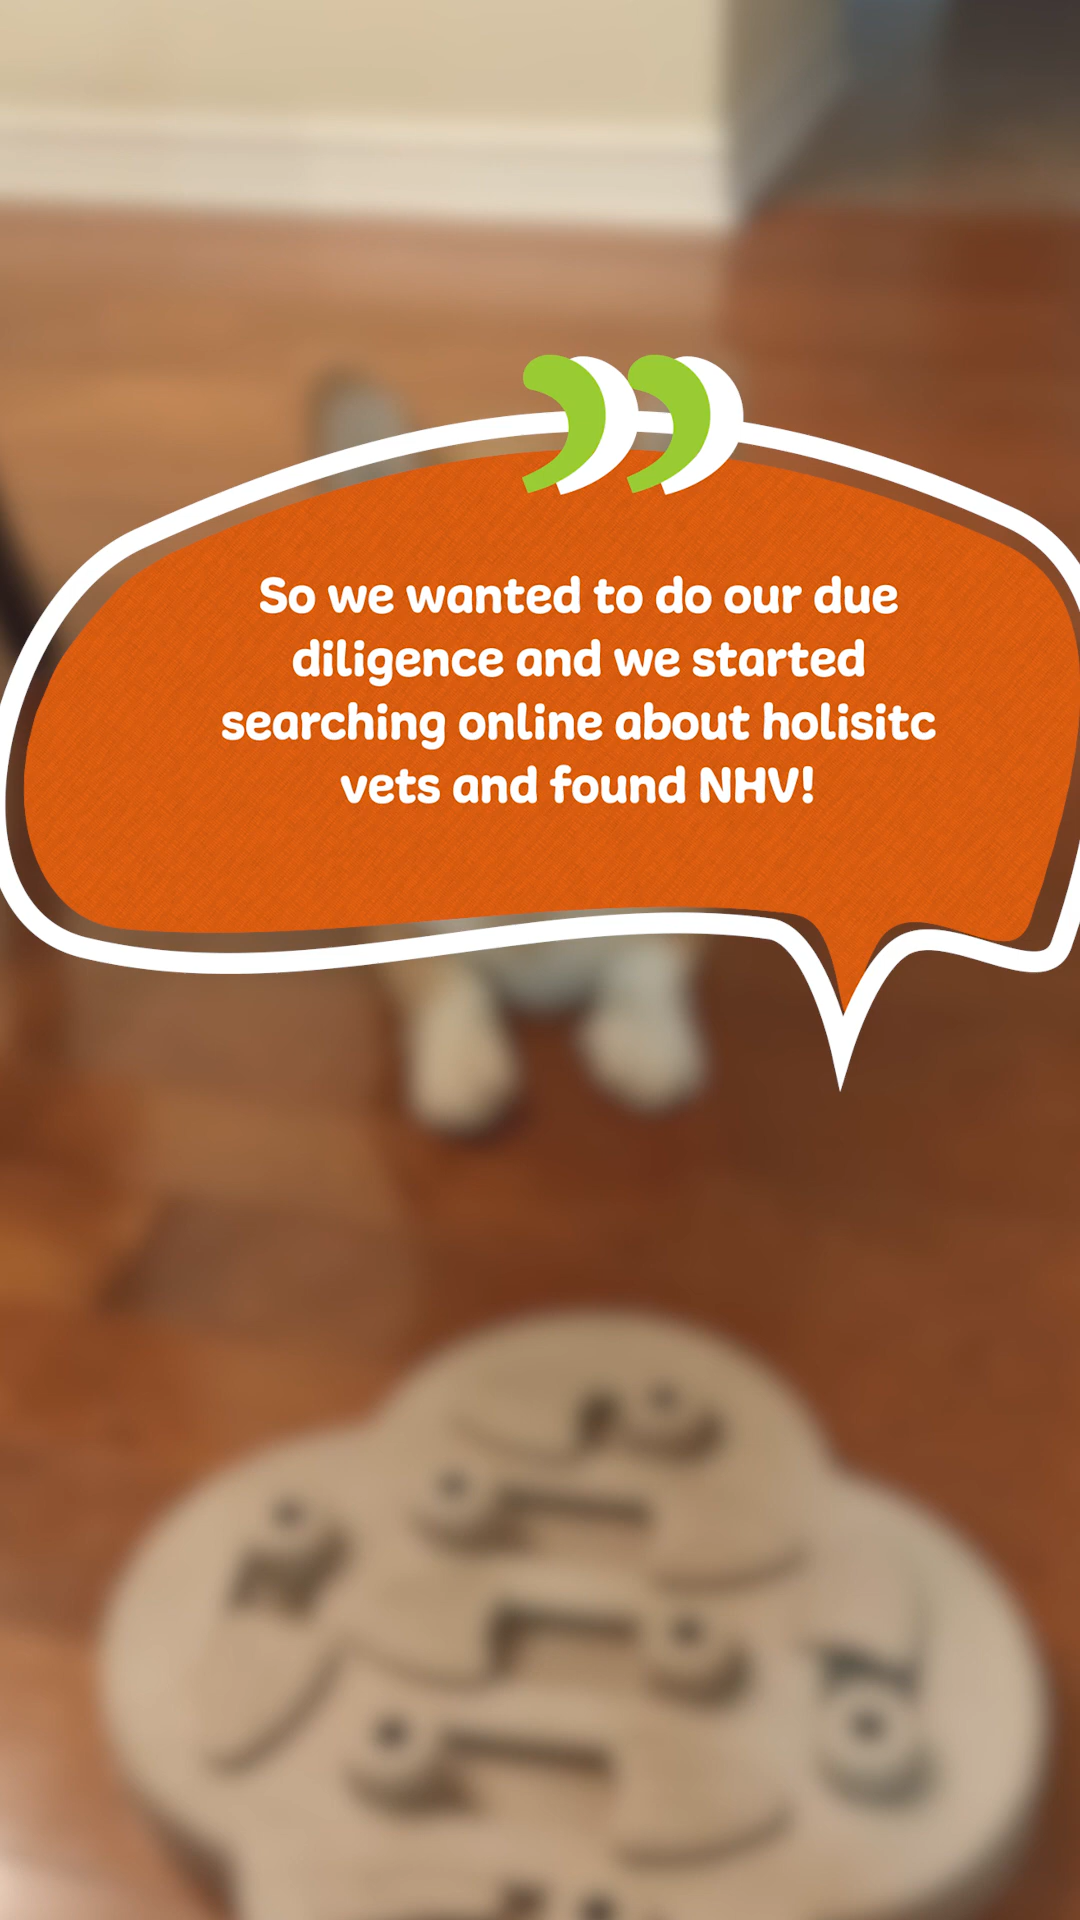 So we wanted to do our due
diligence and we started
searching online about holisitc
vets and found NHV!